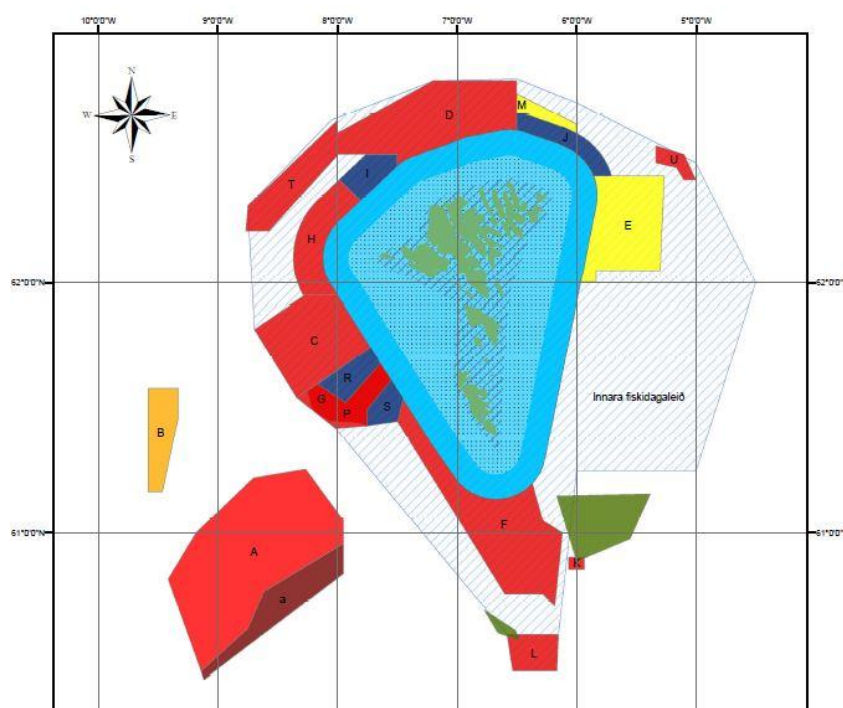 10°0'0"W 9°0'0"W 8°0'0"W 7°0'0"W 6°0'0"W 5°0'0"W
N
W E
S
M
D
J
U
I
T
E
H
62°0'0"N 62°0'0"N
C
R
G
P S
Innara fiskidagaleið
B
F
61°0'0"N 61°0'0"N
A
K
a
L